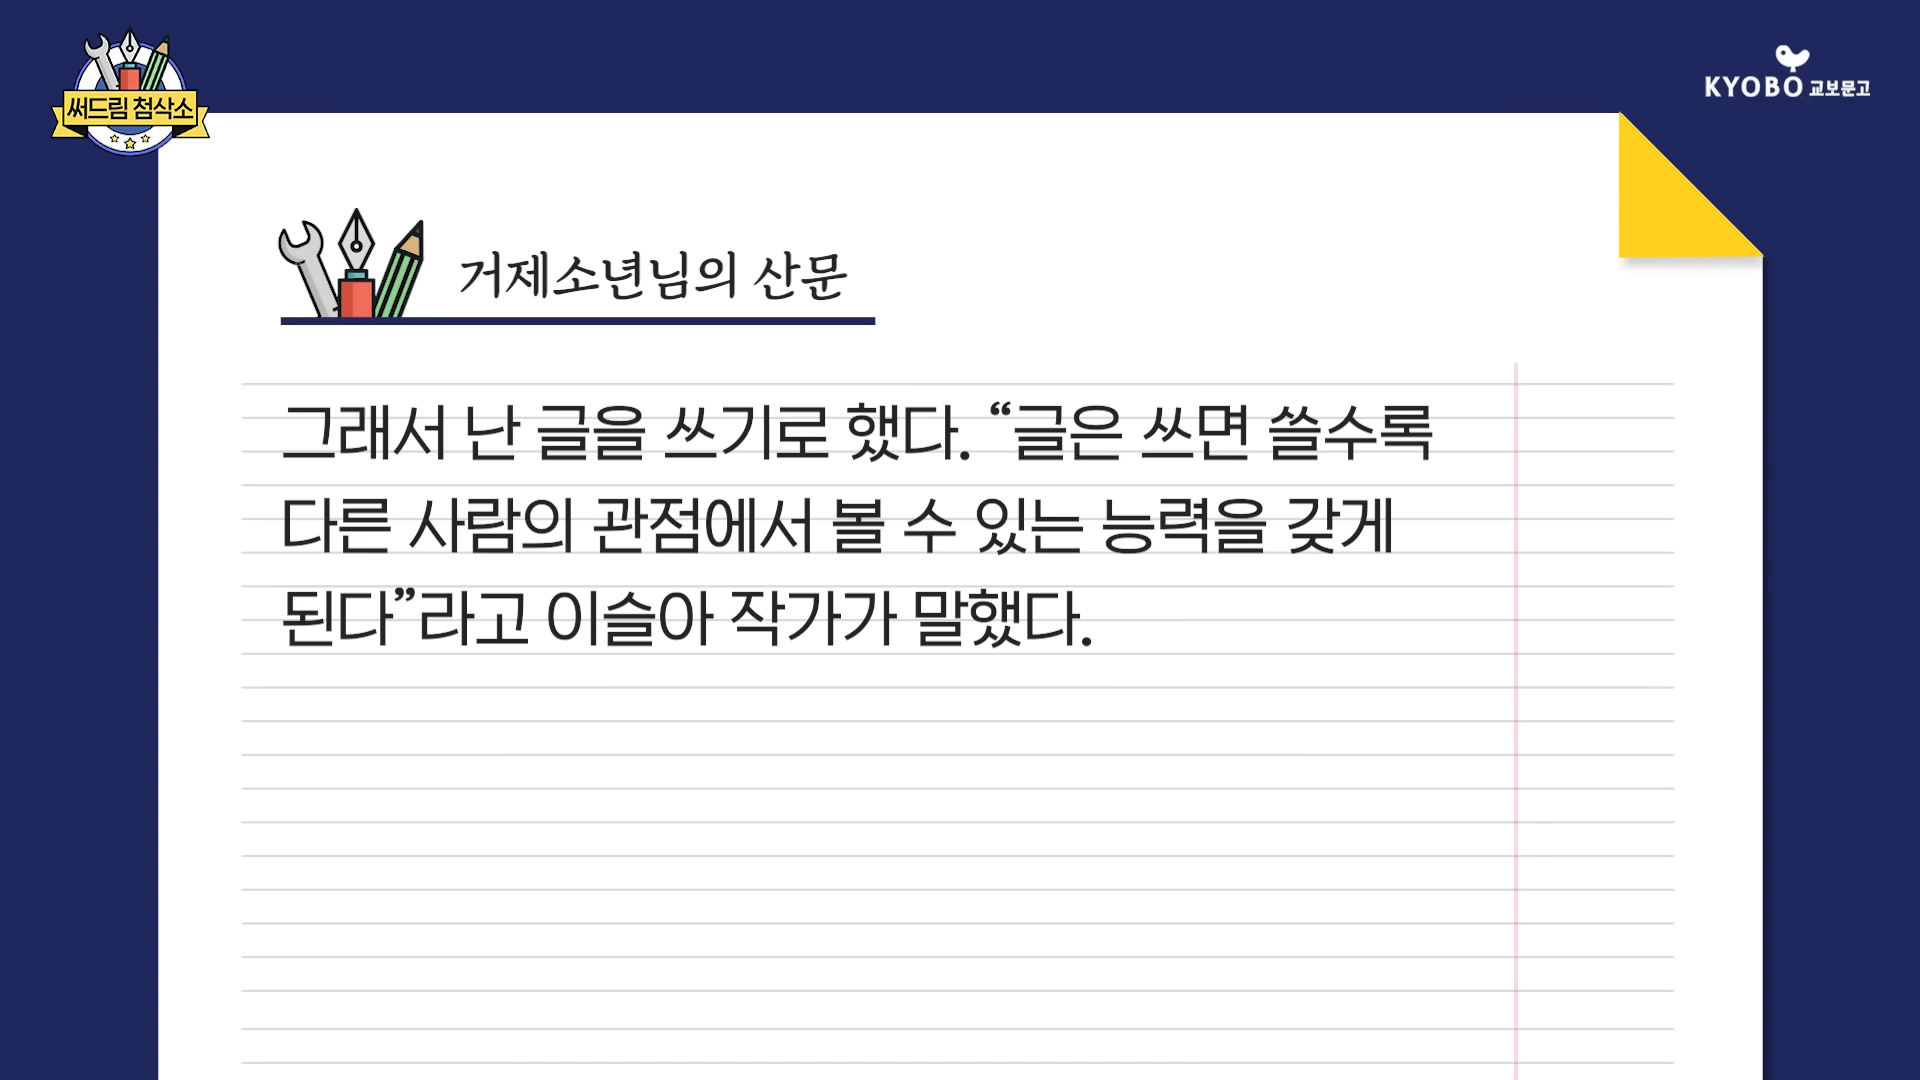 써드림 첨삭소
KYOBO 교보문고
거제소년님의 산문
그래서 난 글을 쓰기로 했다. “글은 쓰면 쓸수록
다른 사람의 관점에서 볼 수 있는 능력을 갖게
된다”라고 이슬아 작가가 말했다.